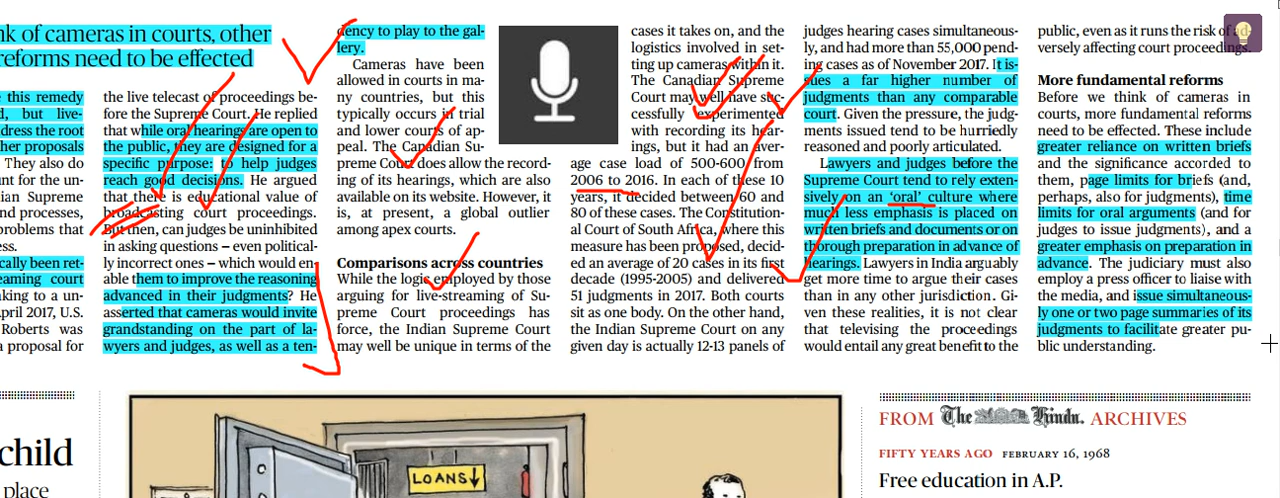 nk of cameras in courts, other
reforms need to be effected
this remedy
d, but live-
dress the root
her proposals
They also do
nt for the un-
ian Supreme
nd processes,
problems that
ess.
cally been ret-
eaming court
king to a un-
April 2017, U.S.
Roberts was
a proposal for
the live telecast of proceedings be-
fore the Supreme Court. He replied
that while oral hearings are open to
the public, they are designed for a
specific purpose: to help judges
reach good decisions. He argued
that there is educational value of
broadcasting court proceedings.
But then, can judges be uninhibited
in asking questions – even political-
ly incorrect ones – which would en-
able them to improve the reasoning
advanced in their judgments? He
asserted that cameras would invite
grandstanding on the part of la-
wyers and judges, as well as a ten-
dency to play to the gal-
lery.
Cameras have been
allowed in courts in ma-
ny countries, but this
typically occurs in trial
and lower courts of ap-
peal. The Canadian Su-
preme Court does allow the record-
ing of its hearings, which are also
available on its website. However, it
is, at present, a global outlier
among apex courts.
Comparisons across countries
While the logic employed by those
arguing for live-streaming of Su-
preme Court proceedings has
force, the Indian Supreme Court
may well be unique in terms of the
cases it takes on, and the
logistics involved in set-
ting up cameras within it.
The Canadian Supreme
Court may well have suc-
cessfully experimented
with recording its hear-
ings, but it had an aver-
age case load of 500-600 from
2006 to 2016. In each of these 10
years, it decided between 60 and
80 of these cases. The Constitution-
al Court of South Africa, where this
measure has been proposed, decid-
ed an average of 20 cases in its first
decade (1995-2005) and delivered
51 judgments in 2017. Both courts
sit as one body. On the other hand,
the Indian Supreme Court on any
given day is actually 12-13 panels of
judges hearing cases simultaneous-
ly, and had more than 55,000 pend-
ing cases as of November 2017. It is-
sues a far higher number of
judgments than any comparable
court. Given the pressure, the judg-
ments issued tend to be hurriedly
reasoned and poorly articulated.
Lawyers and judges before the
Supreme Court tend to rely exten-
sively on an ‘oral’ culture where
much less emphasis is placed on
written briefs and documents or on
thorough preparation in advance of
hearings. Lawyers in India arguably
get more time to argue their cases
than in any other jurisdiction. Gi-
ven these realities, it is not clear
that televising the proceedings
would entail any great benefit to the
public, even as it runs the risk of ad-
versely affecting court proceedings.
More fundamental reforms
Before we think of cameras in
courts, more fundamental reforms
need to be effected. These include
greater reliance on written briefs
and the significance accorded to
them, page limits for briefs (and,
perhaps, also for judgments), time
limits for oral arguments (and for
judges to issue judgments), and a
greater emphasis on preparation in
advance. The judiciary must also
employ a press officer to liaise with
the media, and issue simultaneous-
ly one or two page summaries of its
judgments to facilitate greater pu-
blic understanding.
child
place
LOANS
FROM The Hindu. ARCHIVES
FIFTY YEARS AGO FEBRUARY 16, 1968
Free education in A.P.